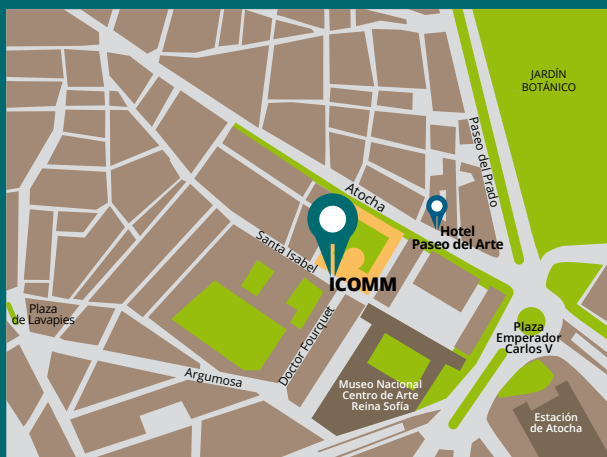 JARDÍN
BOTÁNICO
Paseo del Prado
Atocha
Hotel
Paseo del Arte
Santa Isabel
ICOMM
Plaza
de Lavapies
Doctor Fourquet
Plaza
Emperador
Carlos V
Argumosa
Museo Nacional
Centro de Arte
Reina Sofía
Estación
de Atocha